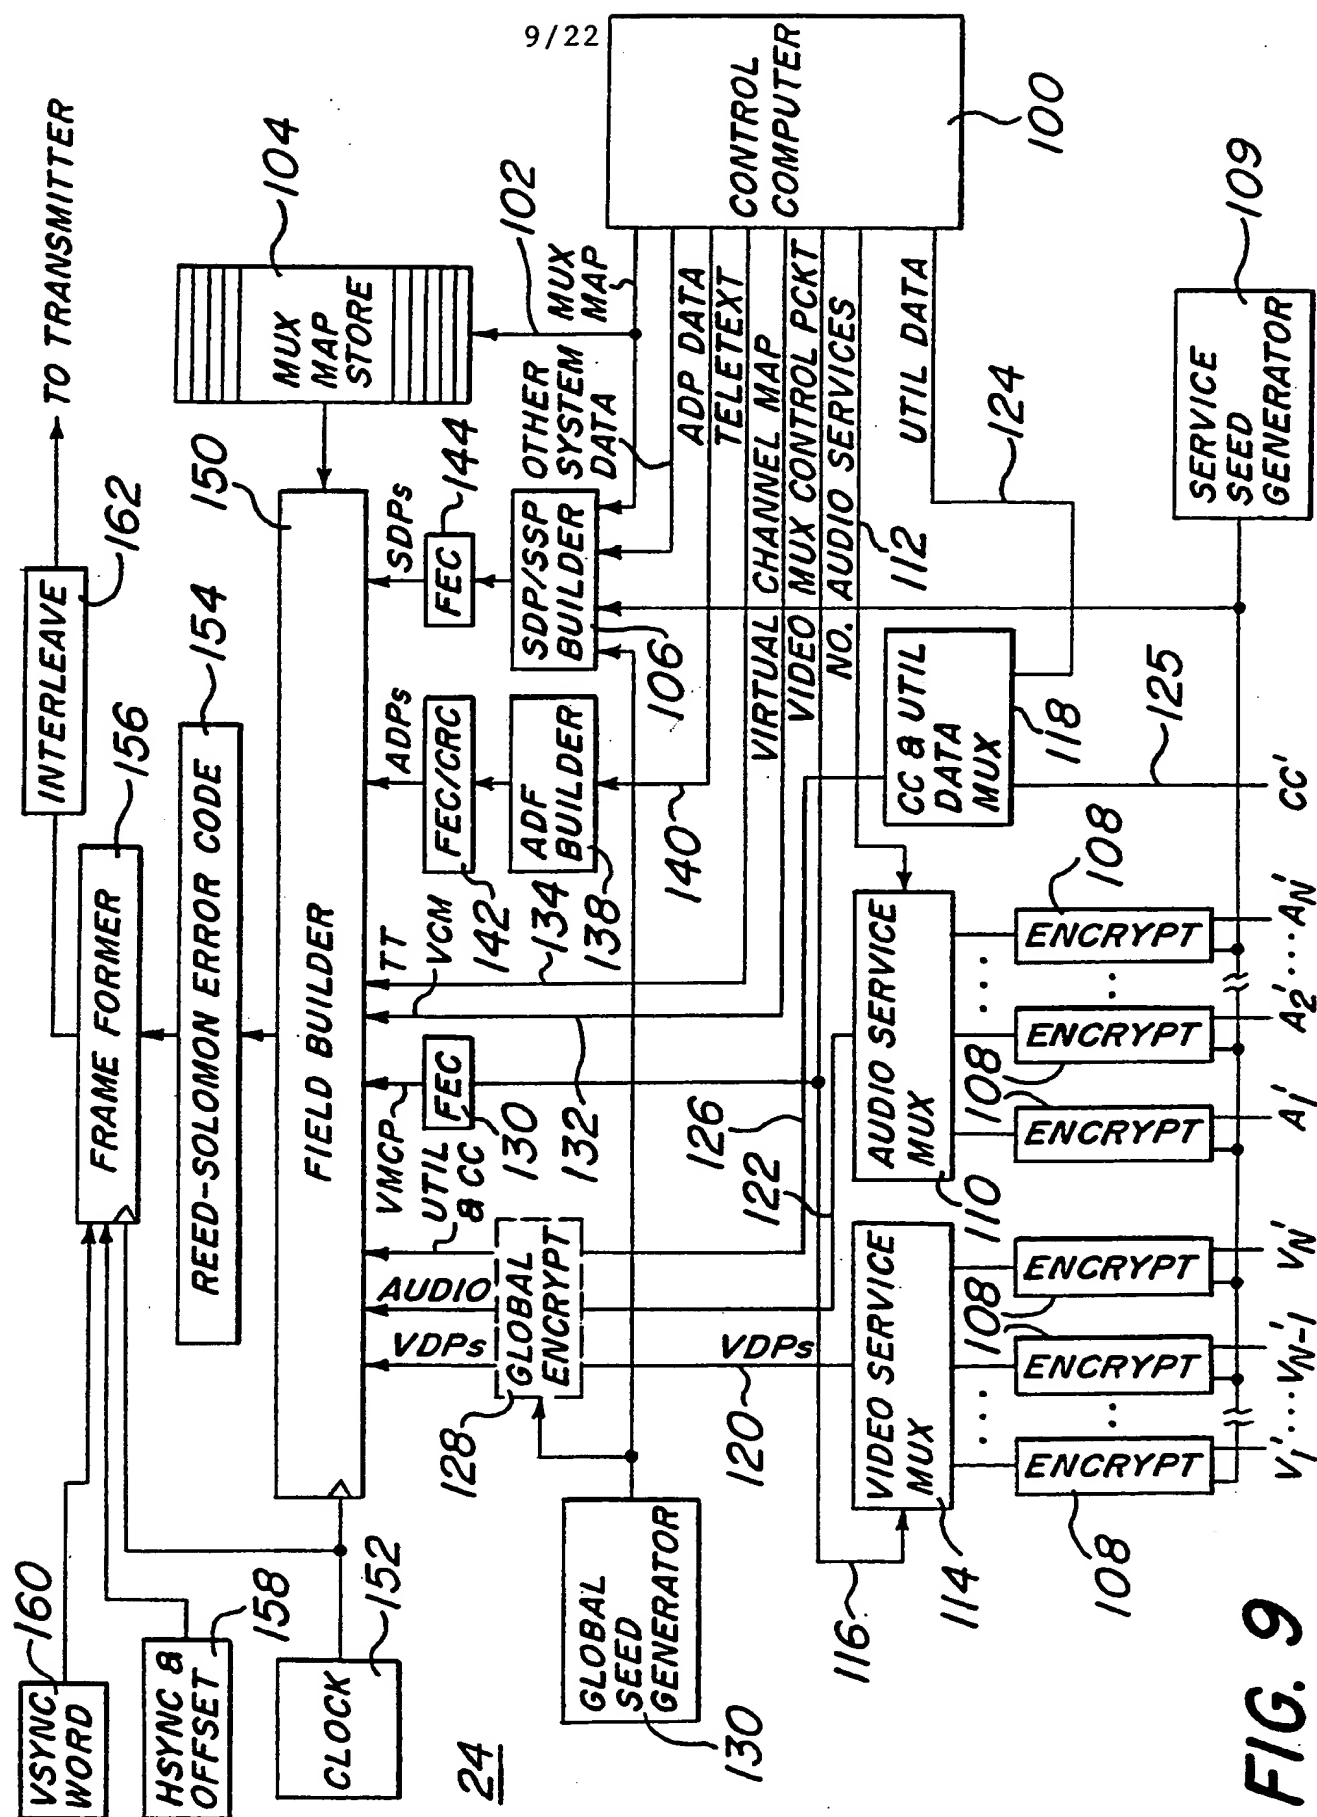 9/22
VSYNC
WORD
160
HSYNC &
OFFSET
158
CLOCK
152
24
FRAME FORMER
156
INTERLEAVE
162
TO TRANSMITTER
REED-SOLOMON ERROR CODE
154
FIELD BUILDER
150
MUX
MAP
STORE
104
102
MUX
MAP
VDPs
AUDIO
UTIL
& CC
VMCP
VCM
TT
ADPs
SDPs
GLOBAL
ENCRYPT
128
FEC
130
132
134
FEC/CRC
142
ADF
BUILDER
138
140
FEC
144
SDP/SSP
BUILDER
106
OTHER
SYSTEM
DATA
ADP DATA
TELETEXT
VIRTUAL CHANNEL MAP
VIDEO MUX CONTROL PCKT
NO. AUDIO SERVICES
112
UTIL DATA
124
CONTROL
COMPUTER
100
GLOBAL
SEED
GENERATOR
130
VDPs
120
122
126
116
VIDEO SERVICE
MUX
114
AUDIO SERVICE
MUX
110
CC & UTIL
DATA
MUX
118
125
SERVICE
SEED
GENERATOR
109
ENCRYPT
ENCRYPT
ENCRYPT
ENCRYPT
ENCRYPT
ENCRYPT
108
108
108
108
V1'....VN-1'
VN'
A1'
A2'....AN'
CC'
FIG. 9